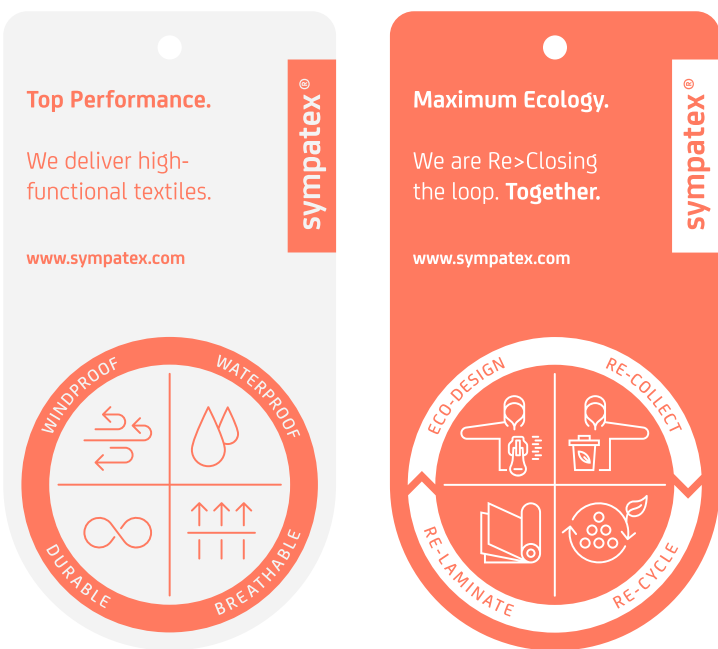 Top Performance.
We deliver high-
functional textiles.
www.sympatex.com
sympatex®
WINDPROOF
WATERPROOF
DURABLE
BREATHABLE
Maximum Ecology.
We are Re>Closing
the loop. Together.
www.sympatex.com
sympatex®
ECO-DESIGN
RE-COLLECT
RE-LAMINATE
RE-CYCLE